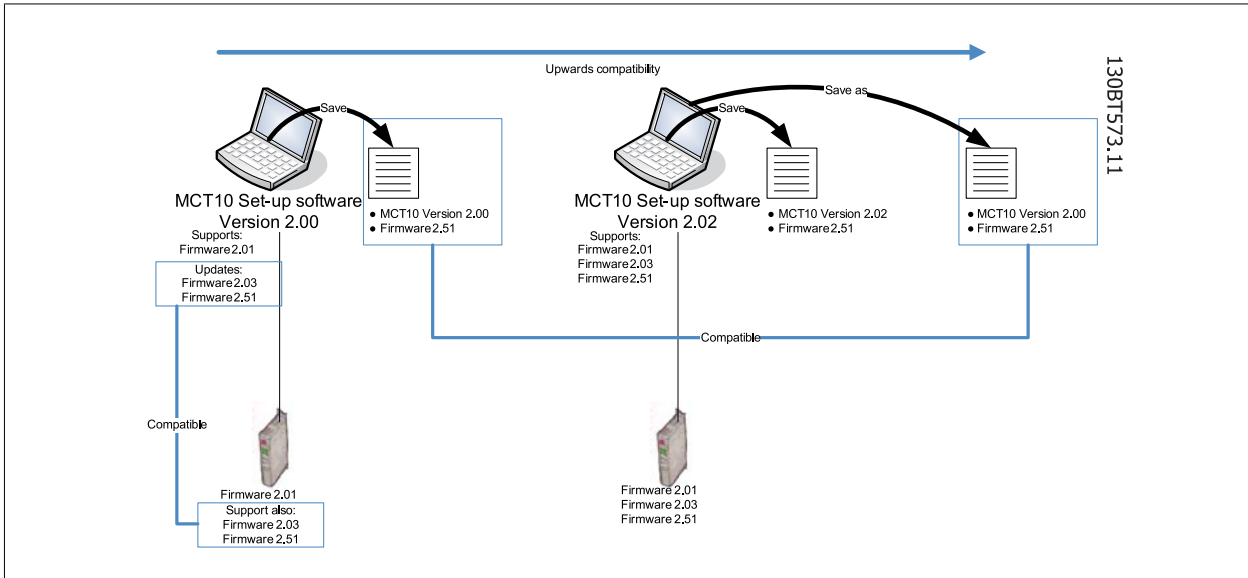 Upwards compatibility
130BT573.11
Save
MCT10 Set-up software
Version 2.00
Supports:
Firmware 2.01
Updates:
Firmware 2.03
Firmware 2.51
• MCT10 Version 2.00
• Firmware 2.51
Compatible
Firmware 2.01
Support also:
Firmware 2.03
Firmware 2.51
Save
Save as
MCT10 Set-up software
Version 2.02
Supports:
Firmware 2.01
Firmware 2.03
Firmware 2.51
• MCT10 Version 2.02
• Firmware 2.51
• MCT10 Version 2.00
• Firmware 2.51
Compatible
Firmware 2.01
Firmware 2.03
Firmware 2.51